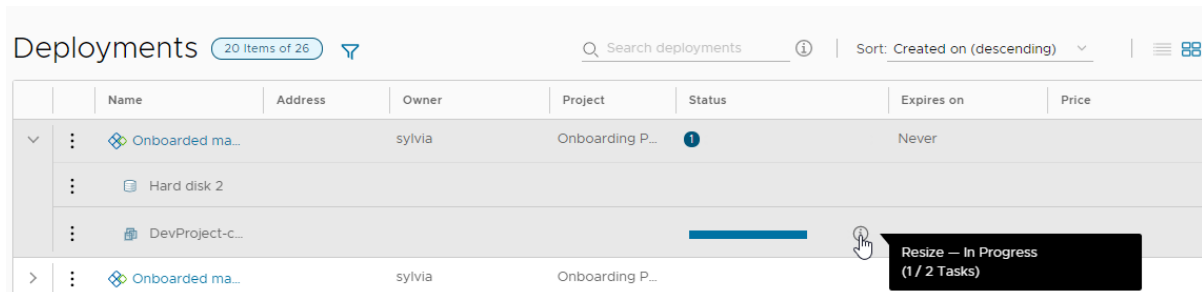 Deployments 20 Items of 26 Search deployments Sort: Created on (descending)
Name Address Owner Project Status Expires on Price
Onboarded ma... sylvia Onboarding P... 1 Never
Hard disk 2
DevProject-c...
Resize — In Progress
(1 / 2 Tasks)
Onboarded ma... sylvia Onboarding P...